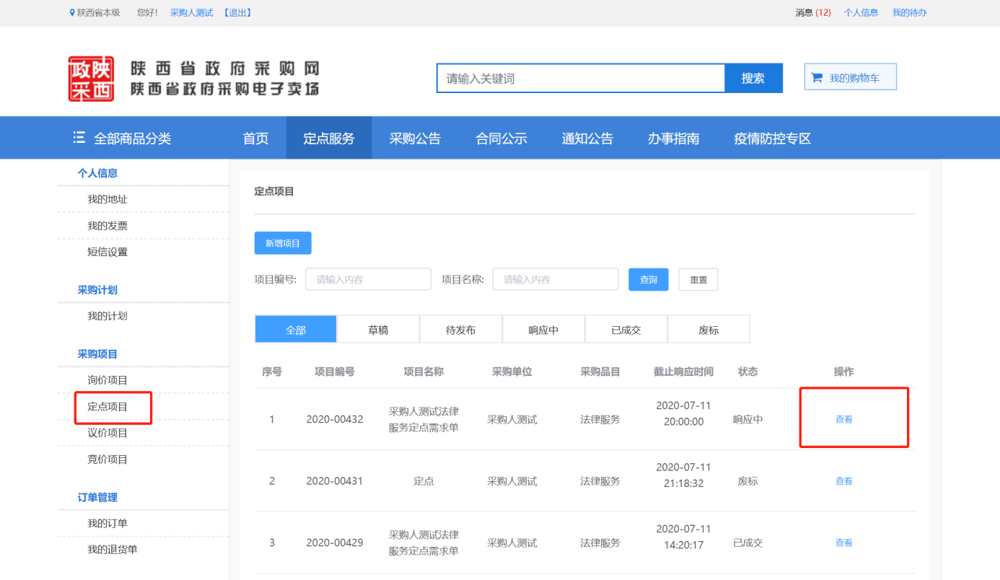 陕西省本级 您好！ 采购人测试 【退出】 消息 (12) 个人信息 我的待办
政陕
采西
陕西省政府采购网
陕西省政府采购电子卖场
请输入关键词 搜索 我的购物车
全部商品分类 首页 定点服务 采购公告 合同公示 通知公告 办事指南 疫情防控专区
个人信息
我的地址
我的发票
短信设置
采购计划
我的计划
采购项目
询价项目
定点项目
议价项目
竞价项目
订单管理
我的订单
我的退货单
定点项目
新增项目
项目编号: 请输入内容 项目名称: 请输入内容 查询 重置
全部 草稿 待发布 响应中 已成交 废标
序号 项目编号 项目名称 采购单位 采购品目 截止响应时间 状态 操作
1 2020-00432 采购人测试法律
服务定点需求单 采购人测试 法律服务 2020-07-11
20:00:00 响应中 查看
2 2020-00431 定点 采购人测试 法律服务 2020-07-11
21:18:32 废标 查看
3 2020-00429 采购人测试法律
服务定点需求单 采购人测试 法律服务 2020-07-11
14:20:17 已成交 查看